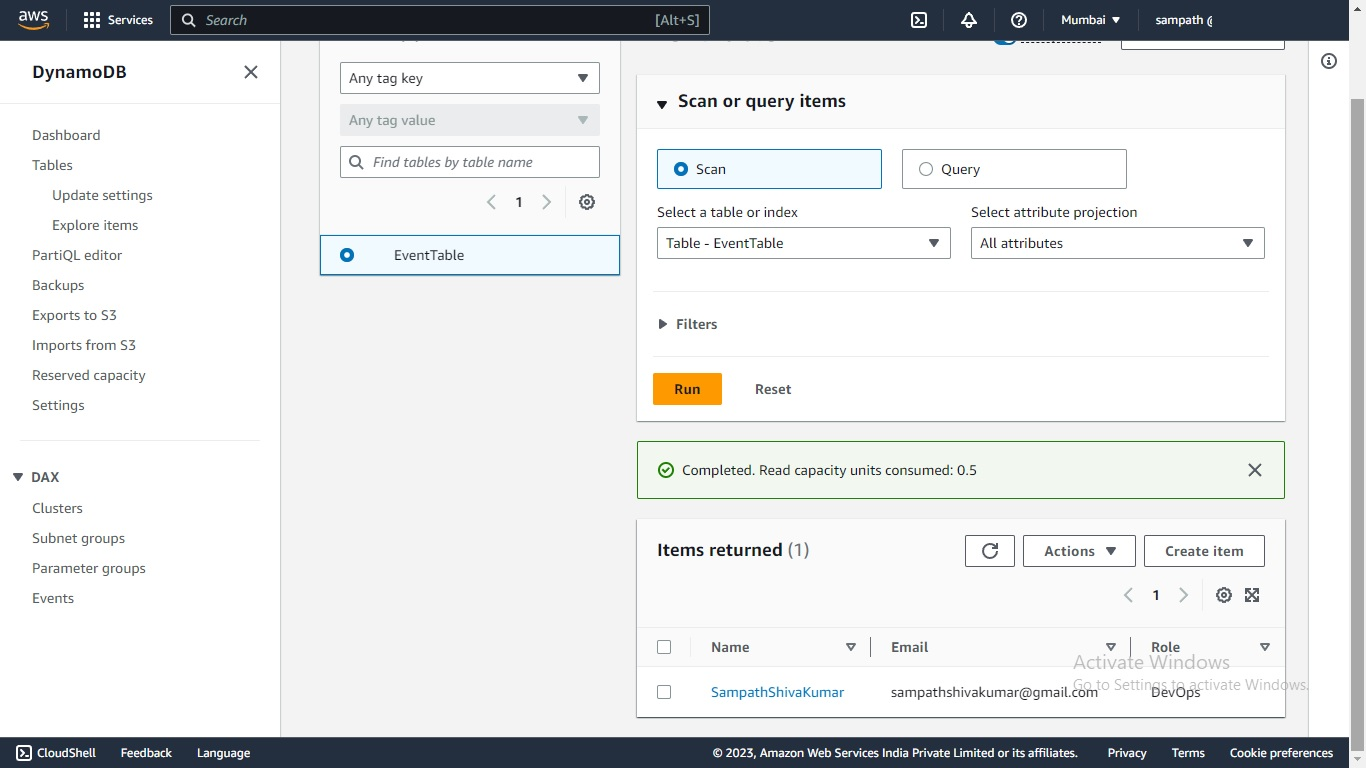 aws
Services
Search
[Alt+S]
Mumbai
sampath
DynamoDB
Dashboard
Tables
Update settings
Explore items
PartiQL editor
Backups
Exports to S3
Imports from S3
Reserved capacity
Settings
DAX
Clusters
Subnet groups
Parameter groups
Events
Any tag key
Any tag value
Find tables by table name
1
EventTable
Scan or query items
Scan
Query
Select a table or index
Select attribute projection
Table - EventTable
All attributes
Filters
Run
Reset
Completed. Read capacity units consumed: 0.5
Items returned (1)
Actions
Create item
1
Name
Email
Role
SampathShivaKumar
sampathshivakumar@gmail.com
DevOps
Activate Windows
Go to Settings to activate Windows.
CloudShell
Feedback
Language
© 2023, Amazon Web Services India Private Limited or its affiliates.
Privacy
Terms
Cookie preferences